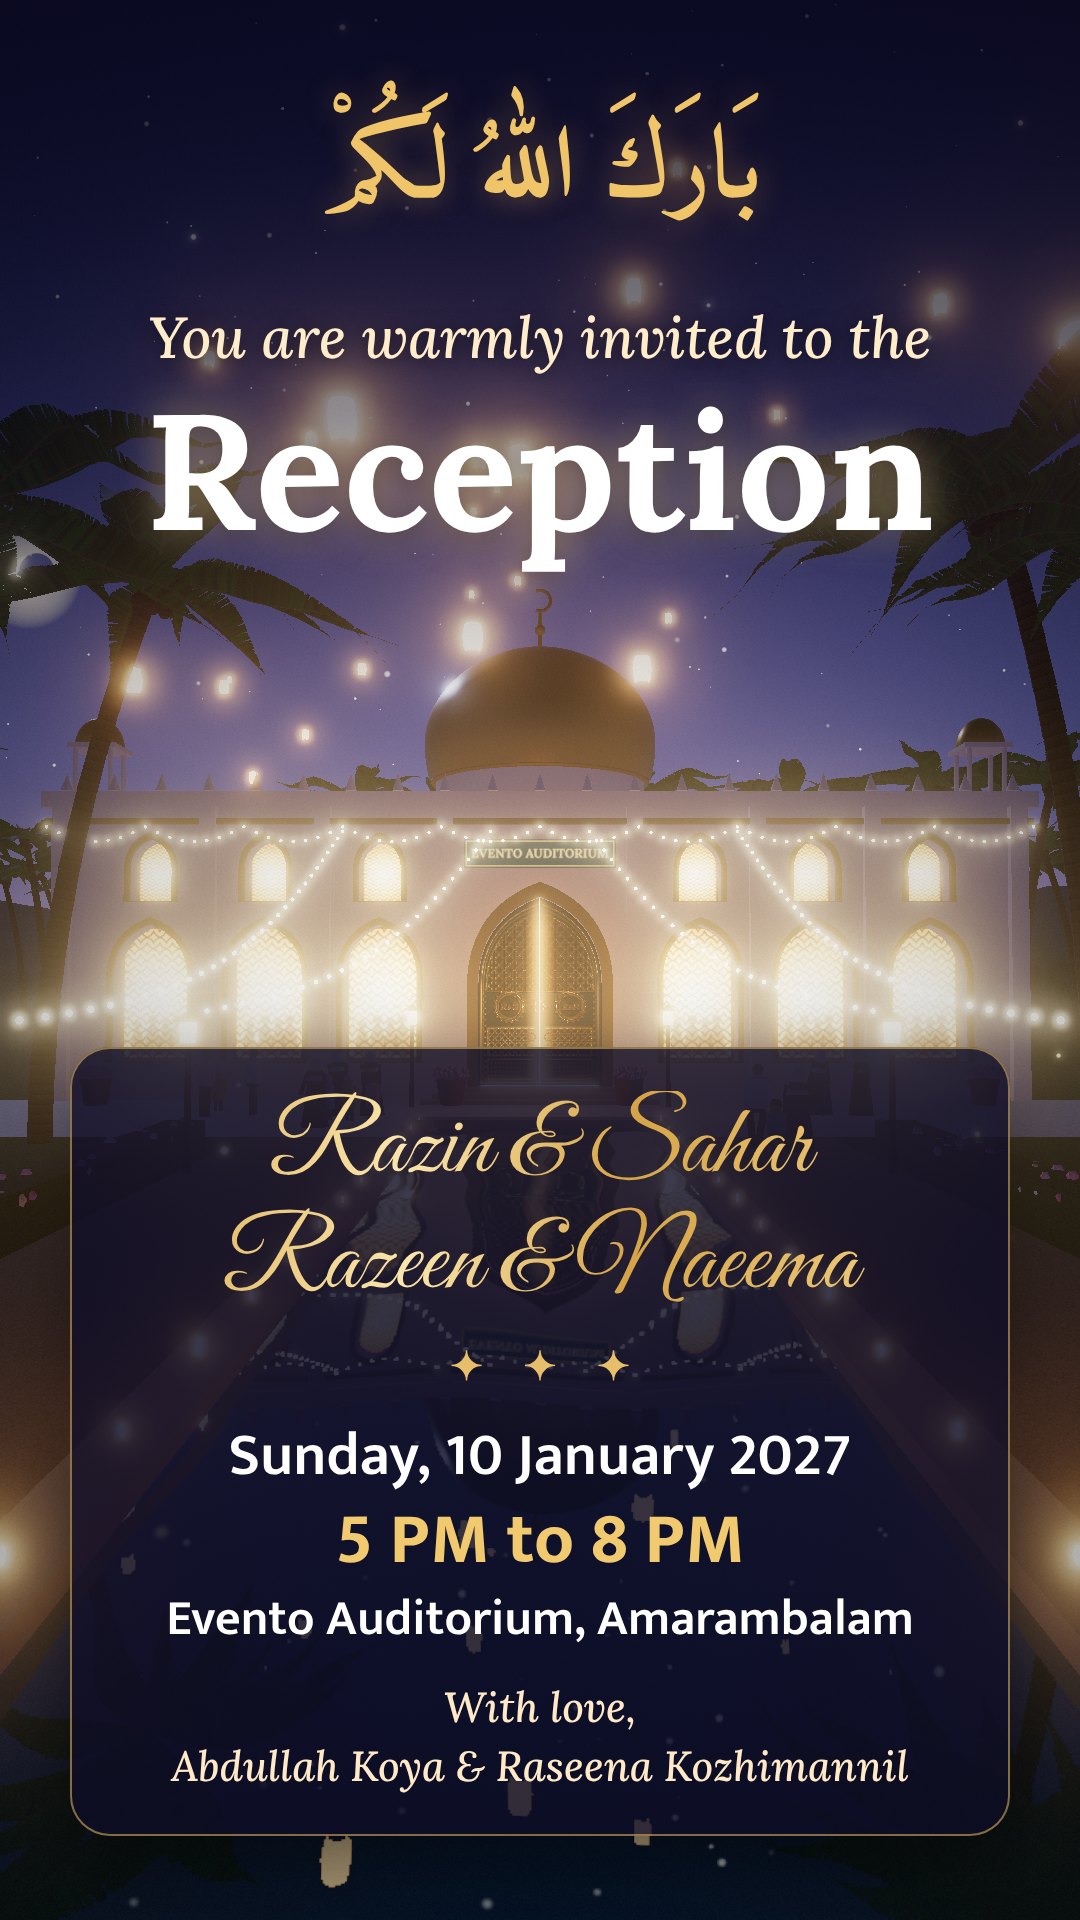 بَارَكَ اللهُ لَكُمْ
You are warmly invited to the
Reception
EVENTO AUDITORIUM
Razin & Sahar
Razeen & Naeema
Sunday, 10 January 2027
5 PM to 8 PM
Evento Auditorium, Amarambalam
With love,
Abdullah Koya & Raseena Kozhimannil